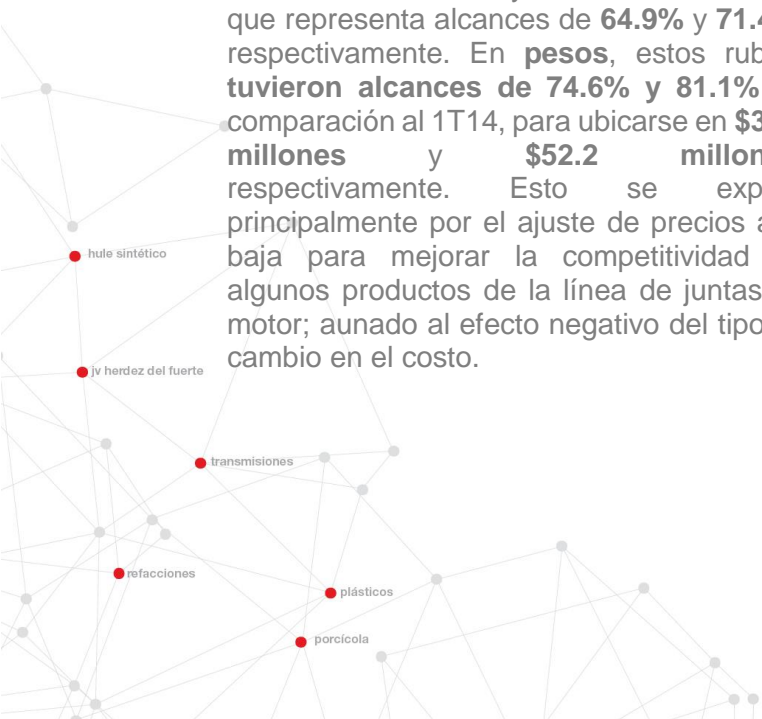 que representa alcances de 64.9% y 71.4
respectivamente. En pesos, estos rub
tuvieron alcances de 74.6% y 81.1%
comparación al 1T14, para ubicarse en $3
millones y $52.2 millon
respectivamente. Esto se exp
principalmente por el ajuste de precios a
baja para mejorar la competitividad
algunos productos de la línea de juntas
motor; aunado al efecto negativo del tipo
cambio en el costo.
hule sintético
jv herdez del fuerte
transmisiones
refacciones
plásticos
porcícola